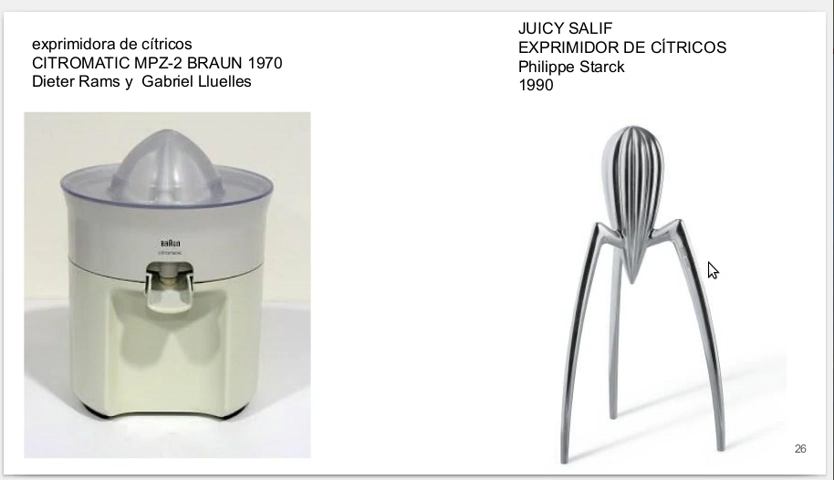 exprimidora de cítricos
CITROMATIC MPZ-2 BRAUN 1970
Dieter Rams y Gabriel Lluelles
JUICY SALIF
EXPRIMIDOR DE CÍTRICOS
Philippe Starck
1990
BRAUN
citromatic
26